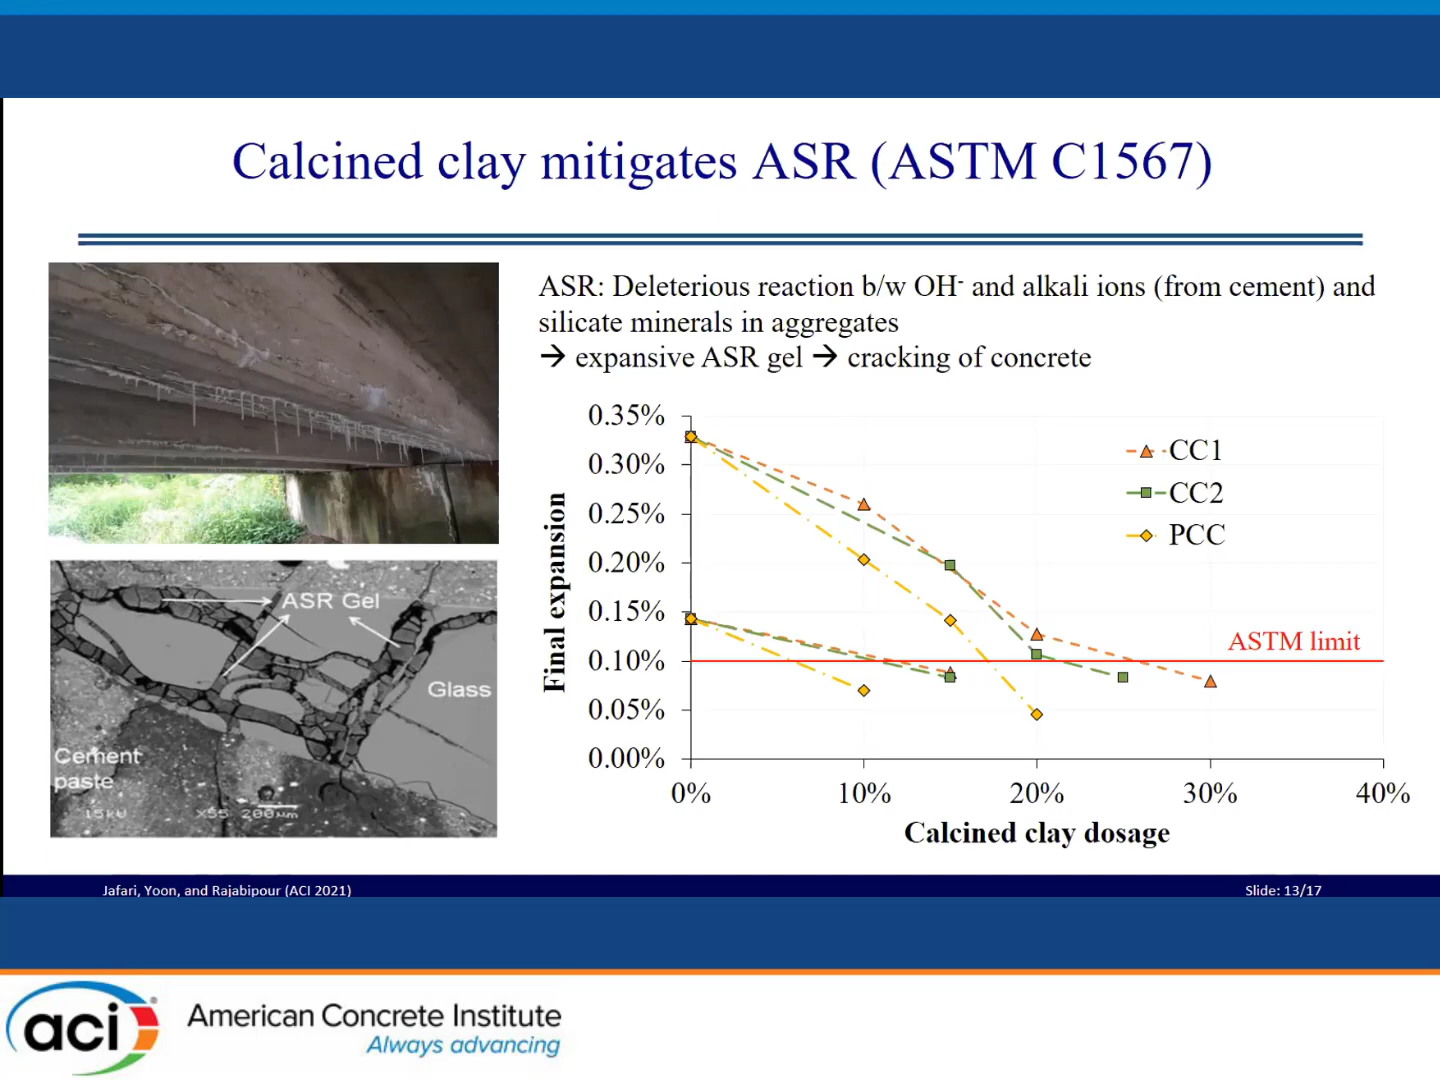 Calcined clay mitigates ASR (ASTM C1567)
ASR: Deleterious reaction b/w OH- and alkali ions (from cement) and
silicate minerals in aggregates
→ expansive ASR gel → cracking of concrete
ASR Gel
Glass
Cement
paste
15kU X55 200μm
Final expansion
0.35%
0.30%
0.25%
0.20%
0.15%
0.10%
0.05%
0.00%
CC1
CC2
PCC
ASTM limit
0% 10% 20% 30% 40%
Calcined clay dosage
Jafari, Yoon, and Rajabipour (ACI 2021)
Slide: 13/17
aci
American Concrete Institute
Always advancing